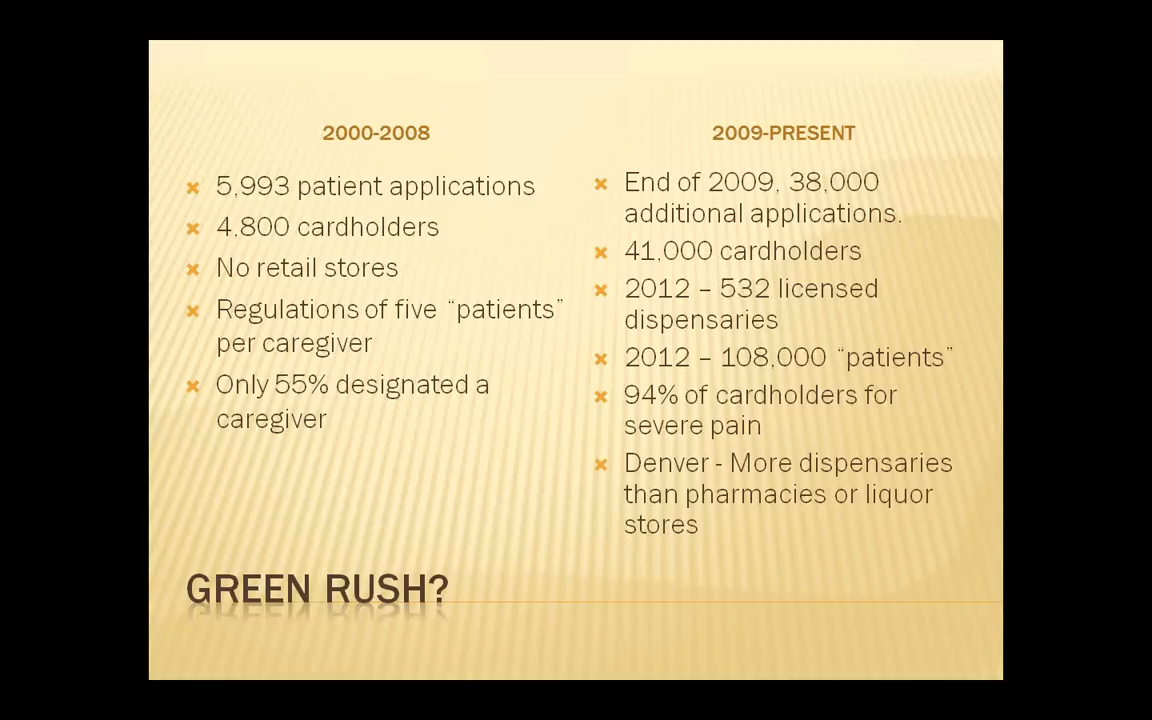 2000-2008
5,993 patient applications
4,800 cardholders
No retail stores
Regulations of five “patients”
per caregiver
Only 55% designated a
caregiver
2009-PRESENT
End of 2009, 38,000
additional applications.
41,000 cardholders
2012 – 532 licensed
dispensaries
2012 – 108,000 “patients”
94% of cardholders for
severe pain
Denver - More dispensaries
than pharmacies or liquor
stores
GREEN RUSH?